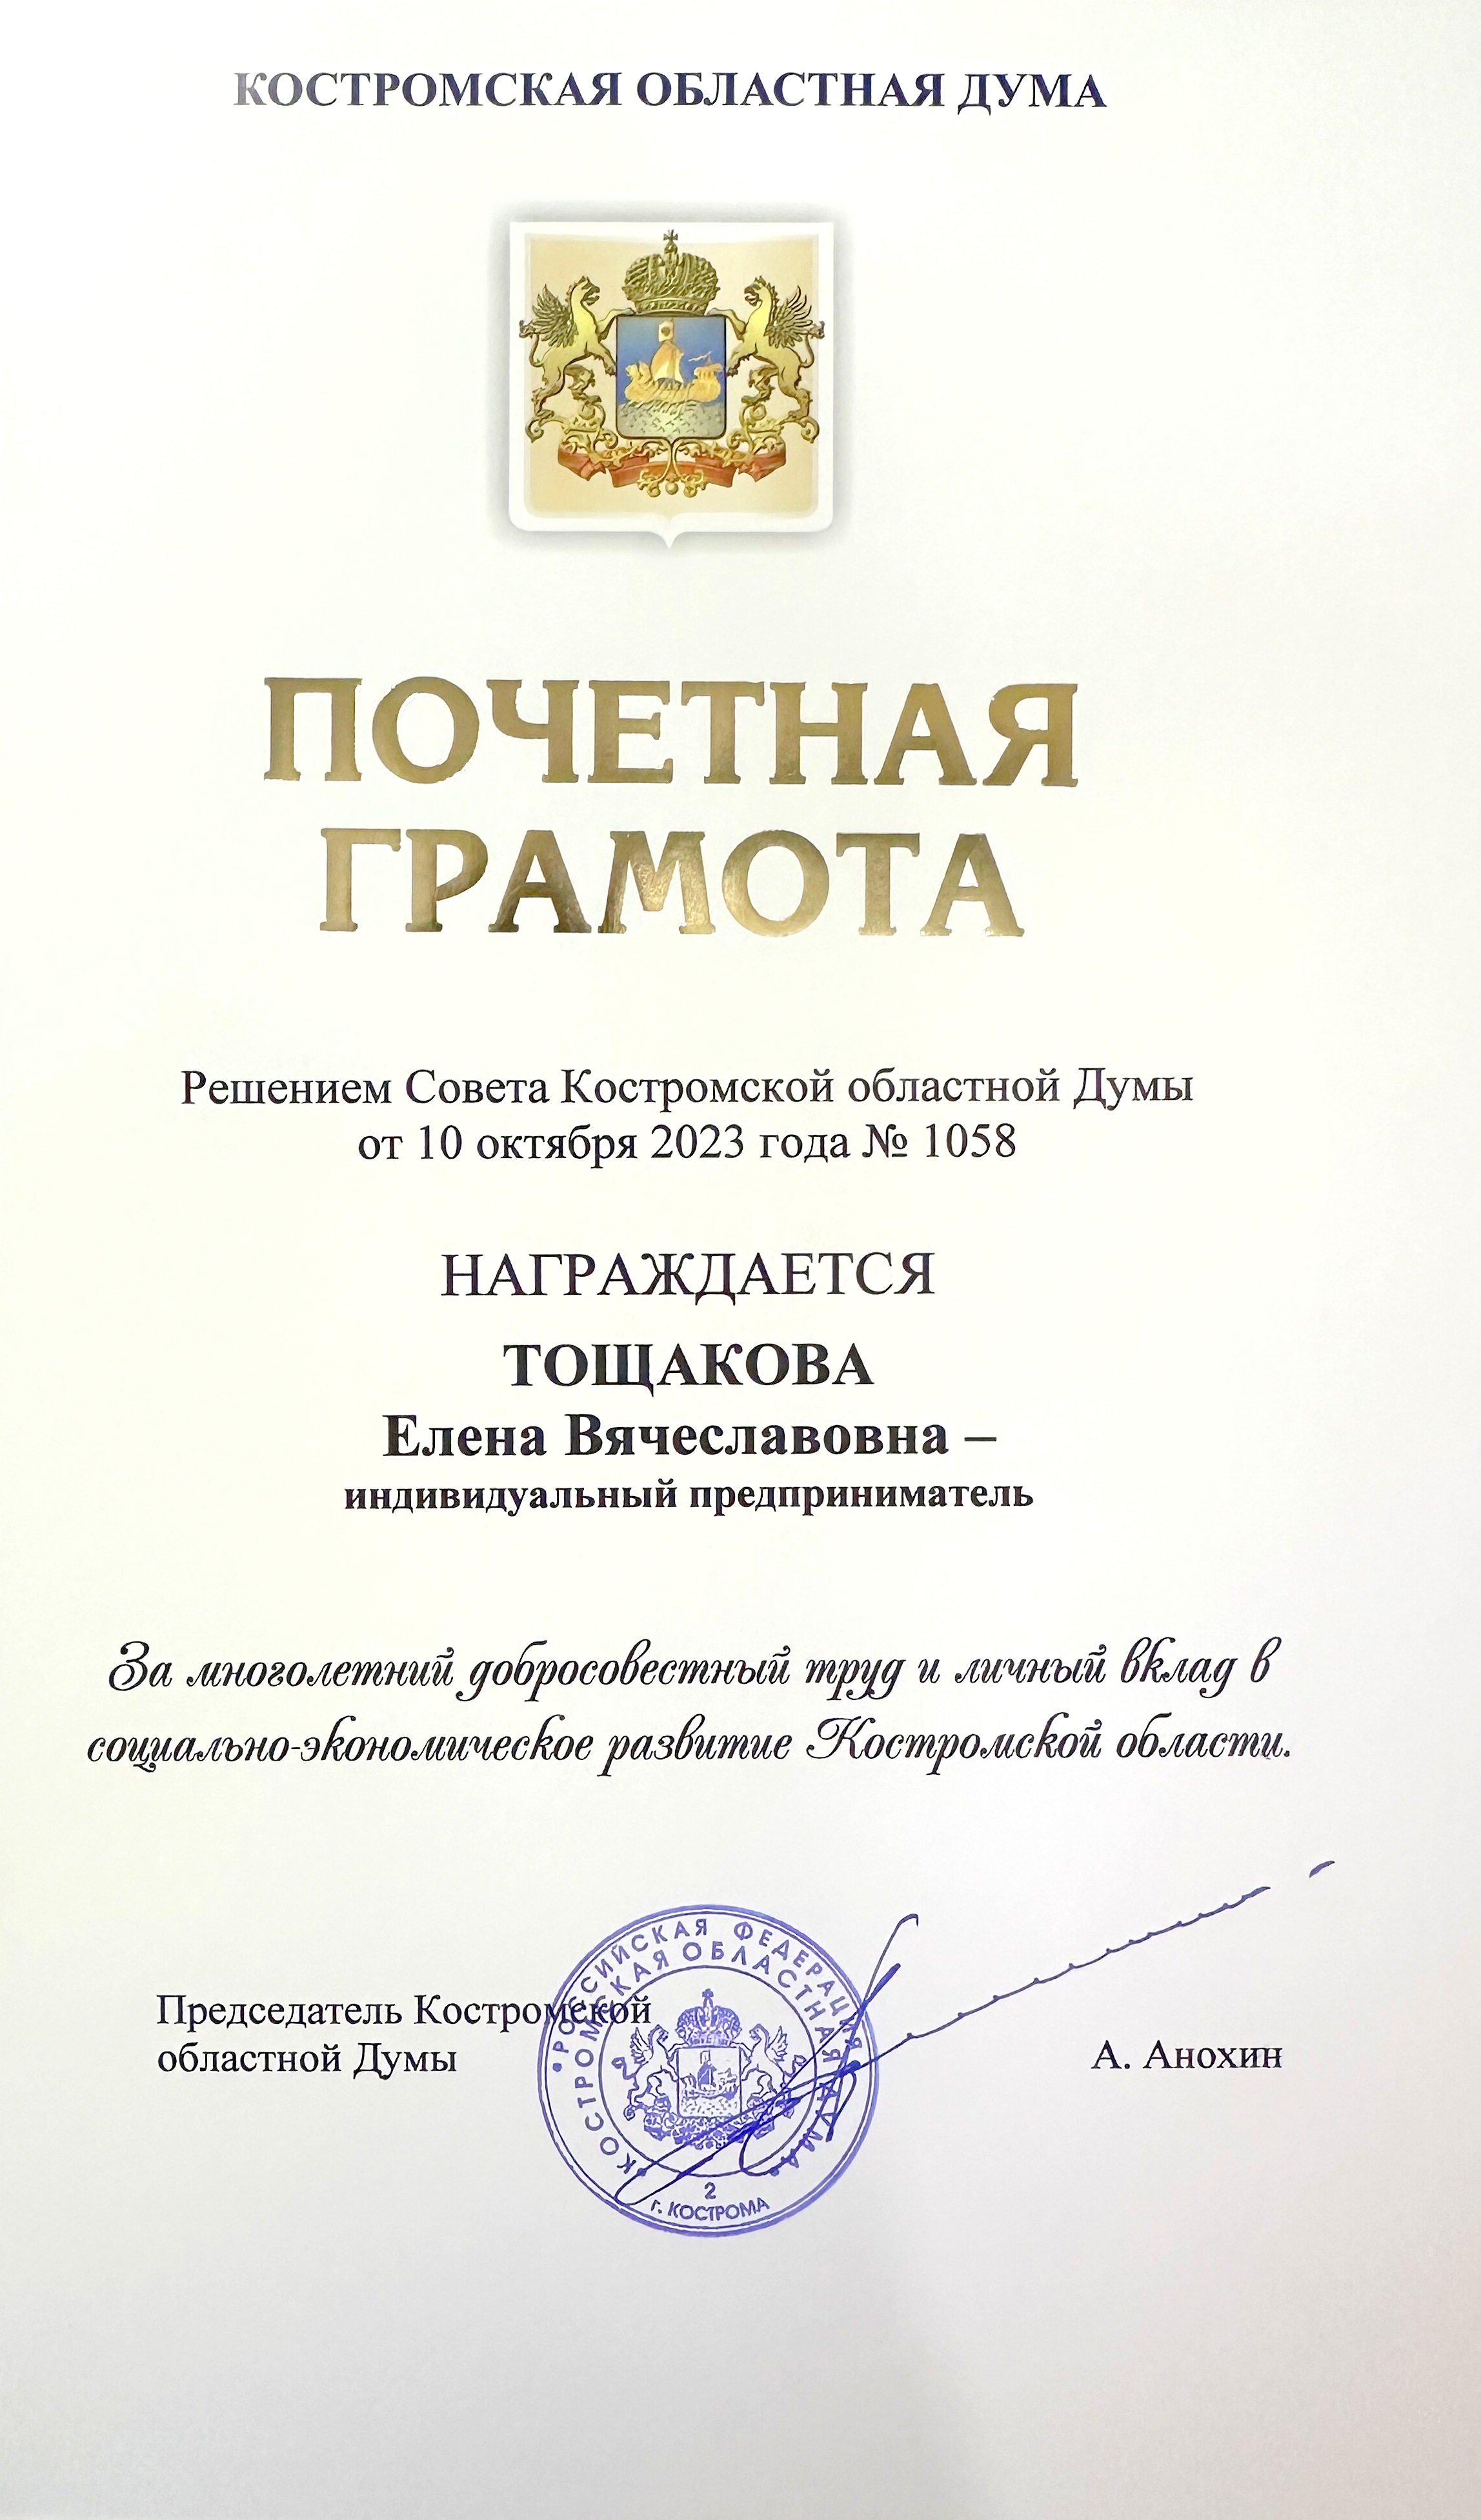 КОСТРОМСКАЯ ОБЛАСТНАЯ ДУМА
ПОЧЕТНАЯ
ГРАМОТА
Решением Совета Костромской областной Думы
от 10 октября 2023 года № 1058
НАГРАЖДАЕТСЯ
ТОЩАКОВА
Елена Вячеславовна –
индивидуальный предприниматель
За многолетний добросовестный труд и личный вклад в
социально-экономическое развитие Костромской области.
Председатель Костромской
областной Думы
А. Анохин
РОССИЙСКАЯ ФЕДЕРАЦИЯ
КОСТРОМСКАЯ ОБЛАСТНАЯ ДУМА
2
г. КОСТРОМА